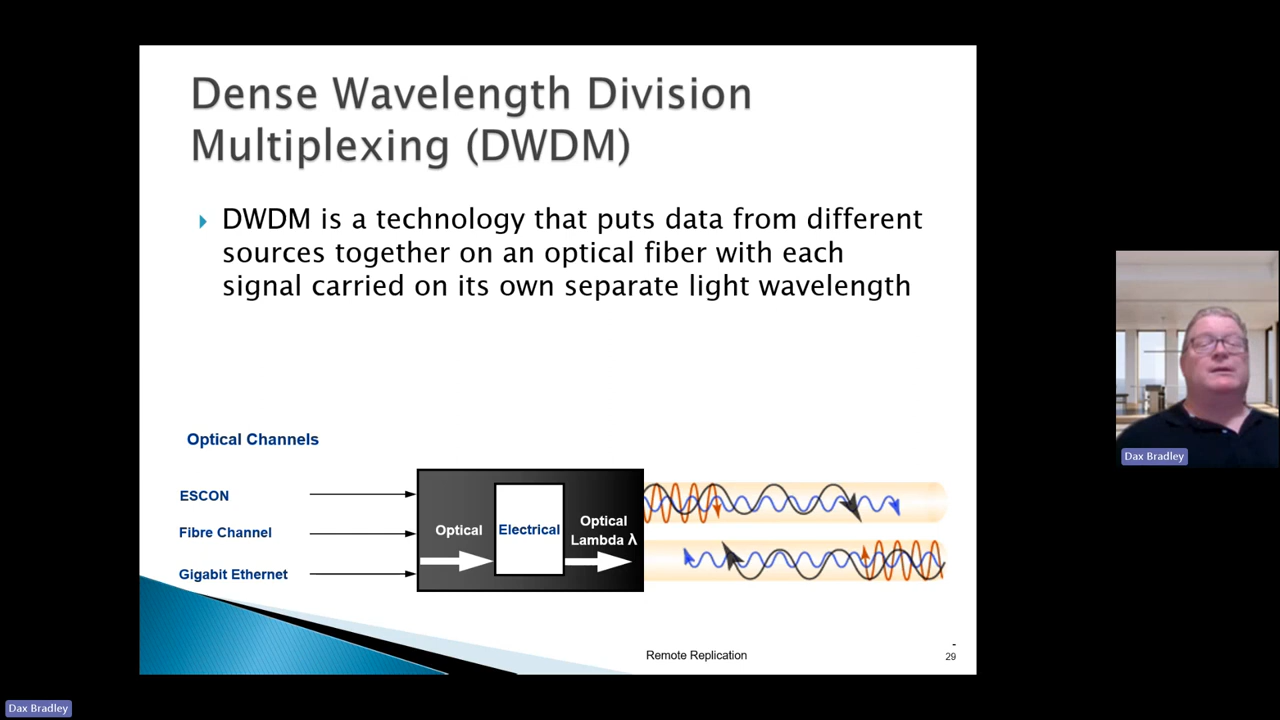 Dense Wavelength Division
Multiplexing (DWDM)
DWDM is a technology that puts data from different
sources together on an optical fiber with each
signal carried on its own separate light wavelength
Optical Channels
ESCON
Fibre Channel
Gigabit Ethernet
Optical
Electrical
Optical
Lambda λ
Remote Replication
-
29
Dax Bradley
Dax Bradley